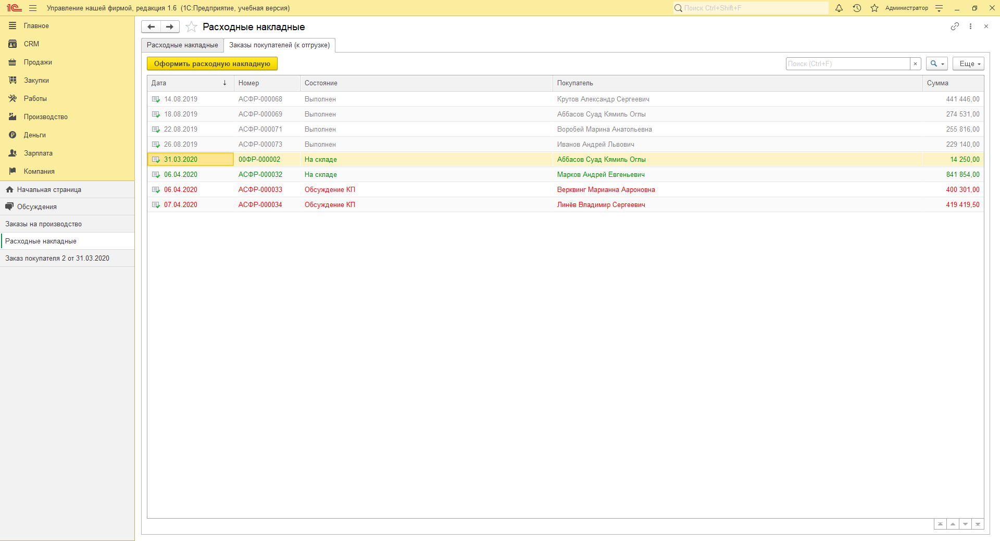 1С Управление нашей фирмой, редакция 1.6 (1С:Предприятие, учебная версия) Поиск Ctrl+Shift+F Администратор
Главное
CRM
Продажи
Закупки
Работы
Производство
Деньги
Зарплата
Компания
Начальная страница
Обсуждения
Заказы на производство
Расходные накладные
Заказ покупателя 2 от 31.03.2020
Расходные накладные
Расходные накладные Заказы покупателей (к отгрузке)
Оформить расходную накладную Поиск (Ctrl+F) × Еще
Дата ↓ Номер Состояние Покупатель Сумма
14.08.2019 АСФР-000068 Выполнен Крутов Александр Сергеевич 441 446,00
18.08.2019 АСФР-000069 Выполнен Аббасов Суад Кямиль Оглы 274 531,00
22.08.2019 АСФР-000071 Выполнен Воробей Марина Анатольевна 255 816,00
26.08.2019 АСФР-000073 Выполнен Иванов Андрей Львович 229 140,00
31.03.2020 00ФР-000002 На складе Аббасов Суад Кямиль Оглы 14 250,00
06.04.2020 АСФР-000032 На складе Марков Андрей Евгеньевич 841 854,00
06.04.2020 АСФР-000033 Обсуждение КП Верквинг Марианна Аароновна 400 301,00
07.04.2020 АСФР-000034 Обсуждение КП Линёв Владимир Сергеевич 419 419,50